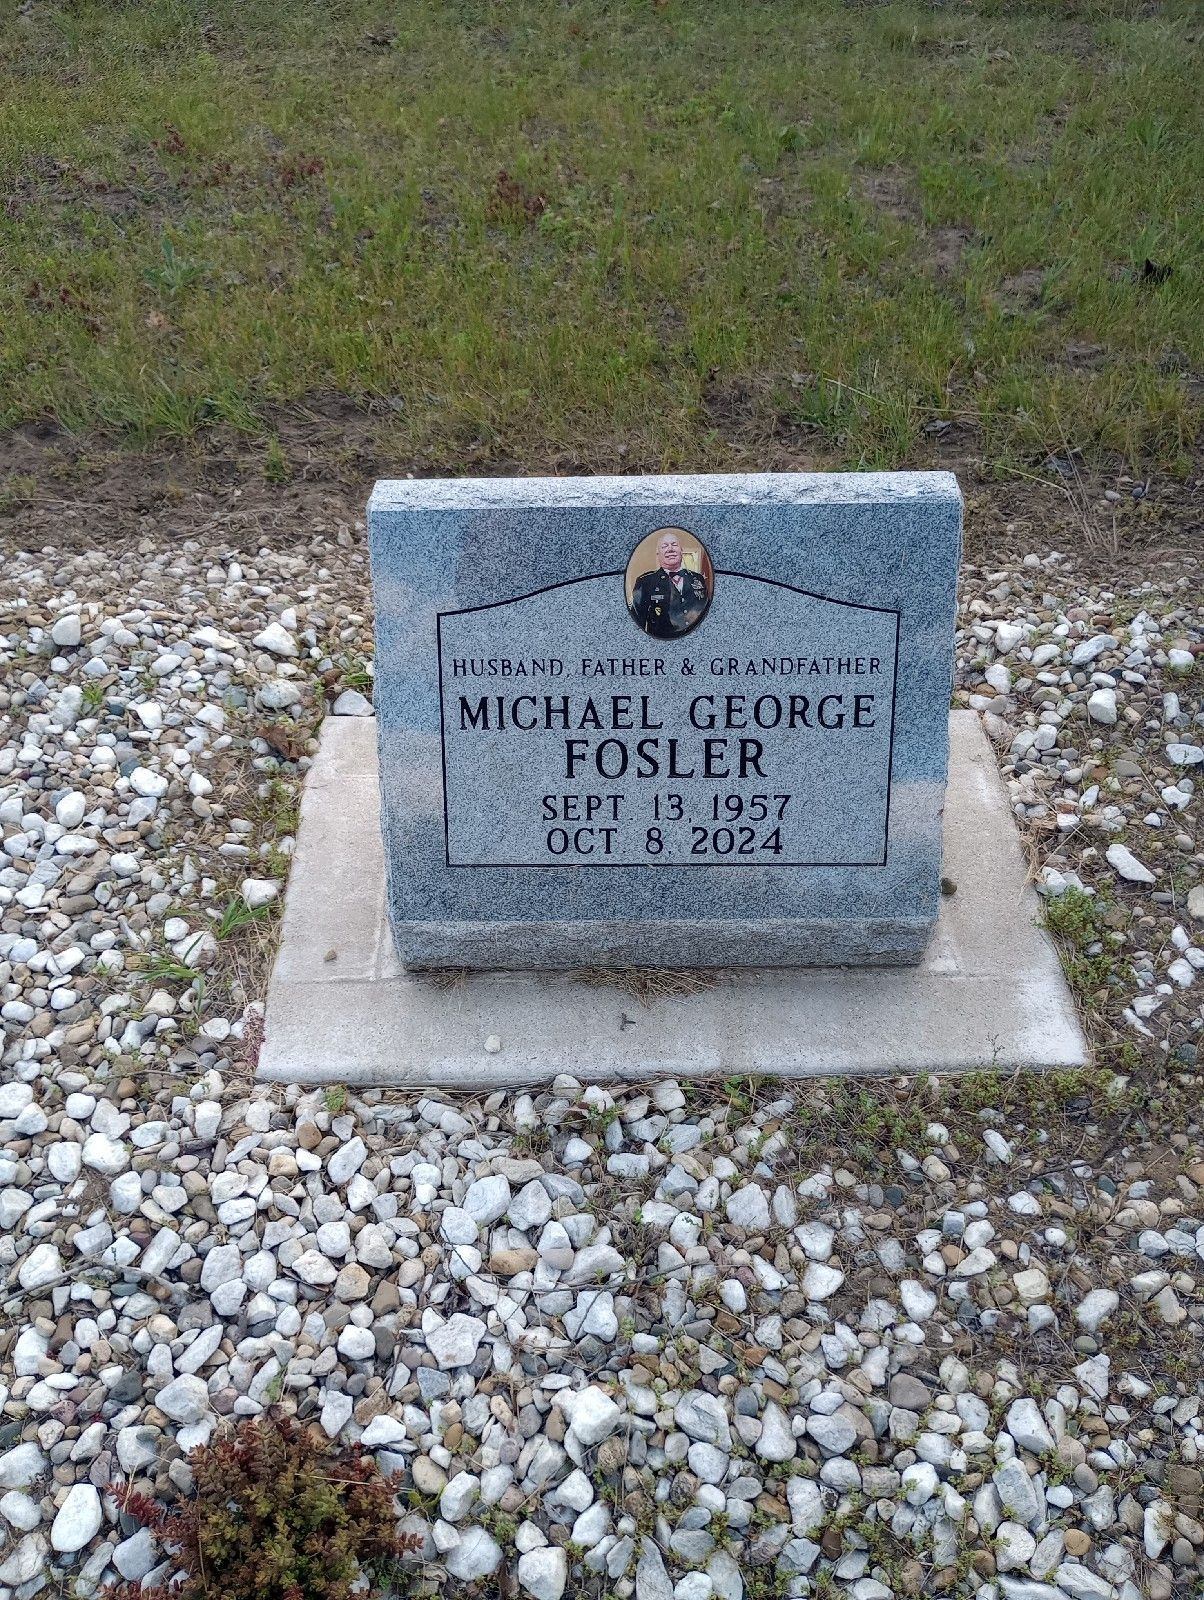 HUSBAND, FATHER & GRANDFATHER
MICHAEL GEORGE
FOSLER
SEPT. 13, 1957
OCT. 8, 2024